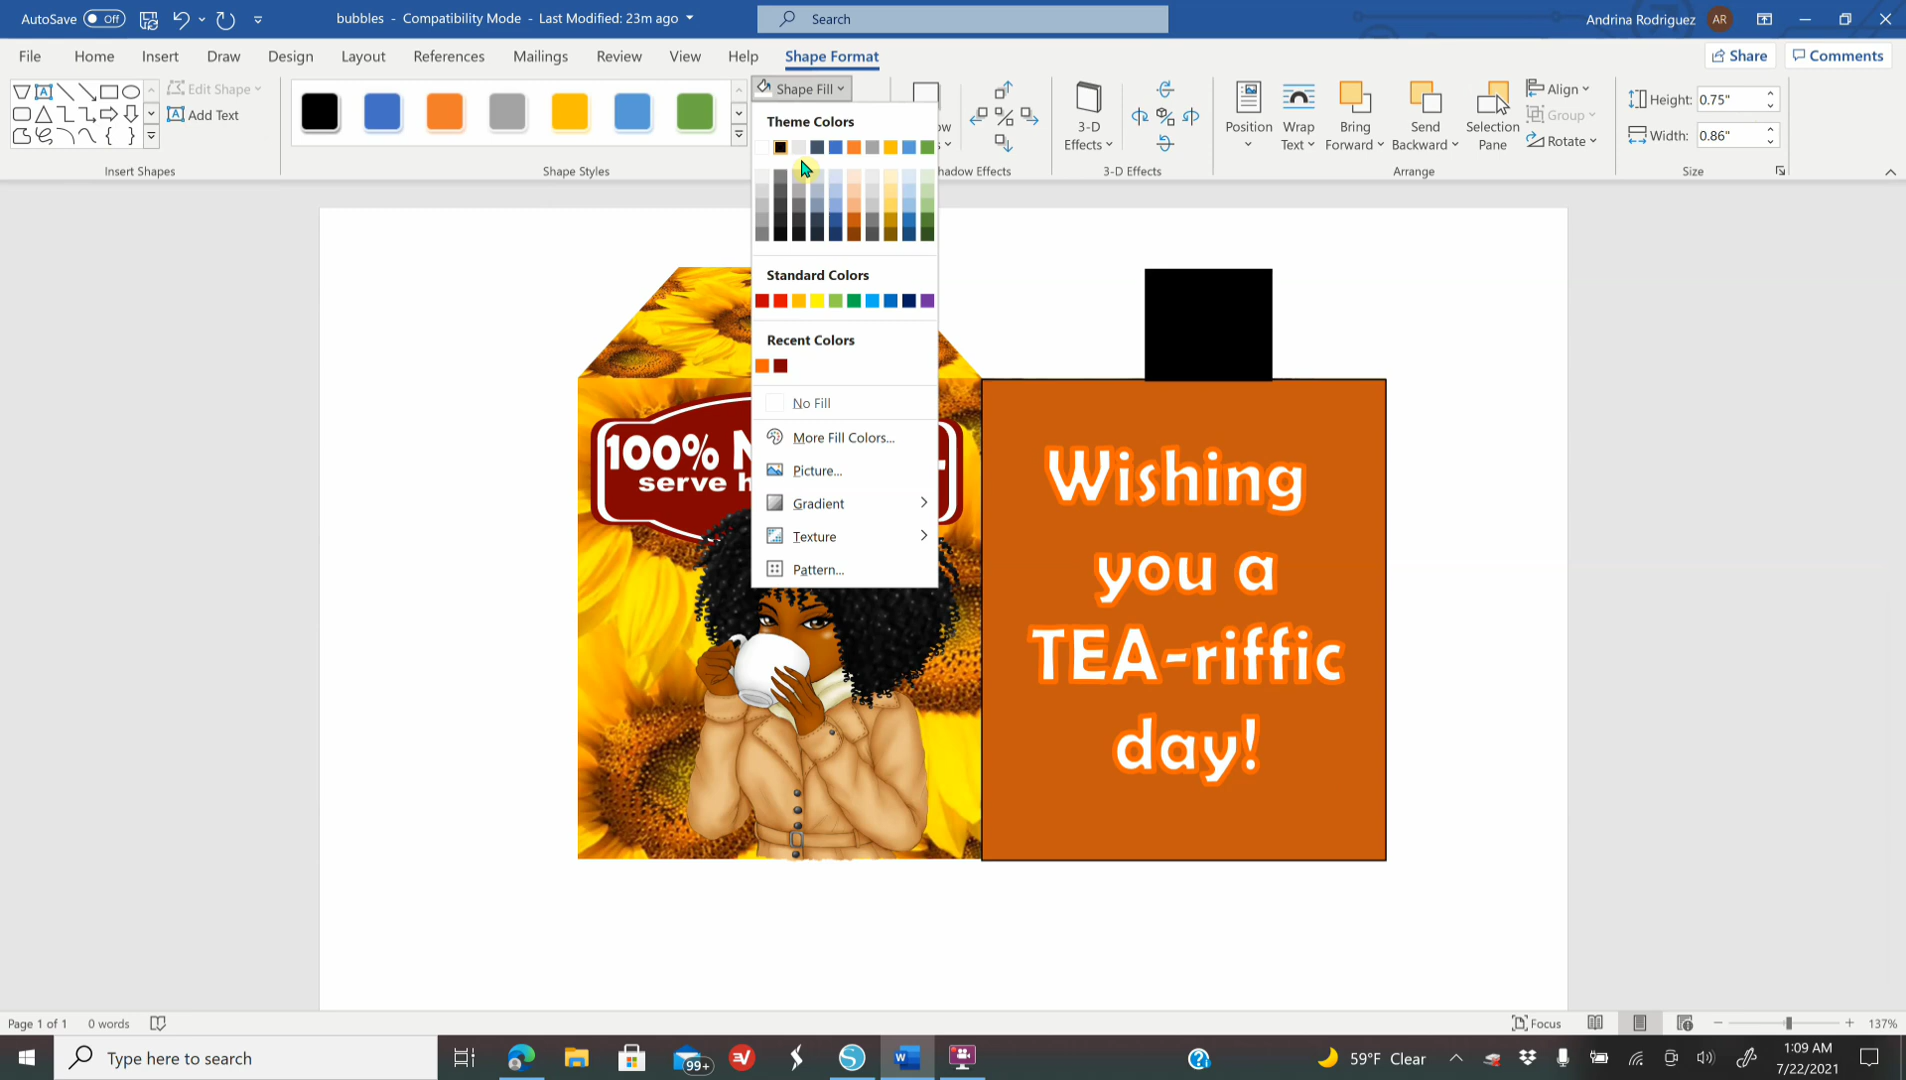 AutoSave Off
bubbles - Compatibility Mode - Last Modified: 23m ago
Search
Andrina Rodriguez AR
File Home Insert Draw Design Layout References Mailings Review View Help Shape Format
Share Comments
Edit Shape
Add Text
Insert Shapes
Shape Styles
Shape Fill
3-D
Effects
3-D Effects
Position
Wrap
Text
Bring
Forward
Send
Backward
Selection
Pane
Align
Group
Rotate
Arrange
Height: 0.75"
Width: 0.86"
Size
Theme Colors
Standard Colors
Recent Colors
No Fill
More Fill Colors...
Picture...
Gradient
Texture
Pattern...
100%
serve
Wishing
you a
TEA-riffic
day!
Page 1 of 1 0 words
Focus
137%
Type here to search
99+
59°F Clear
1:09 AM
7/22/2021